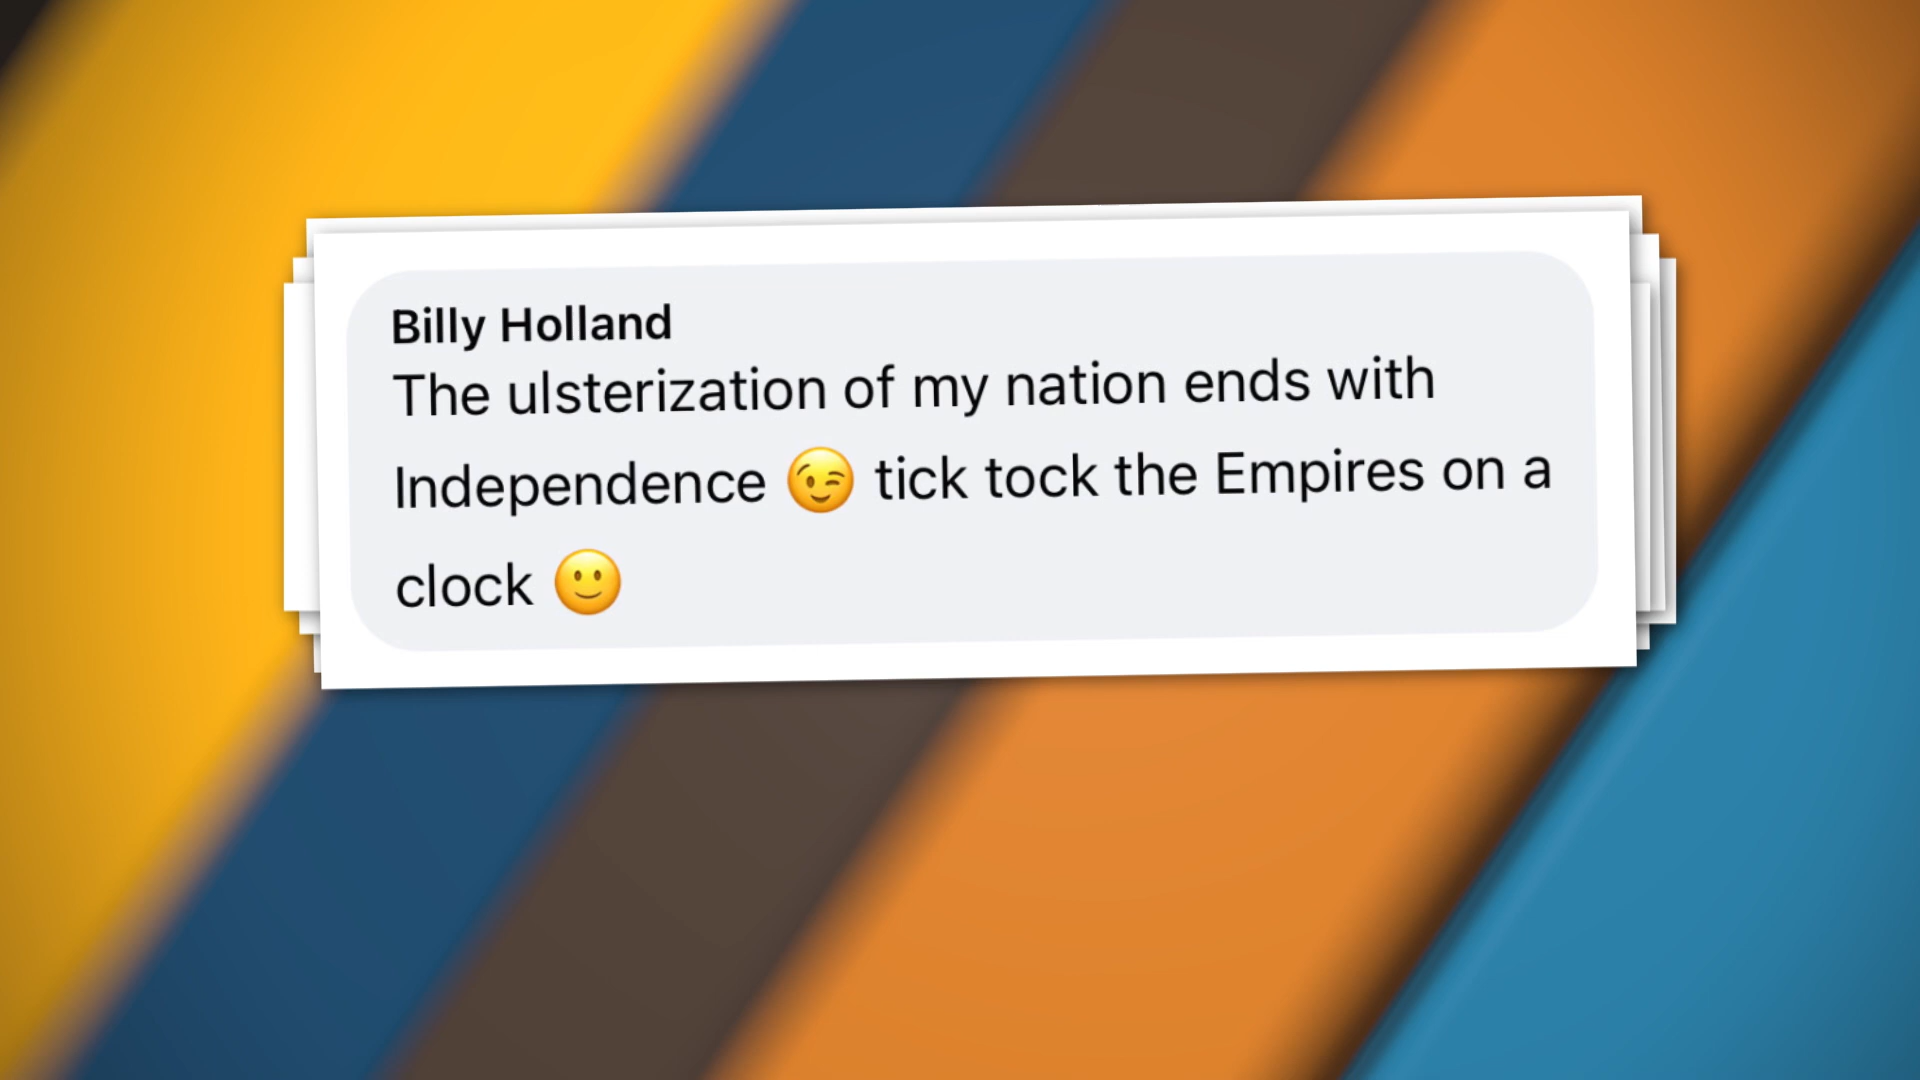 Billy Holland
The ulsterization of my nation ends with
Independence 😉 tick tock the Empires on a
clock 🙂